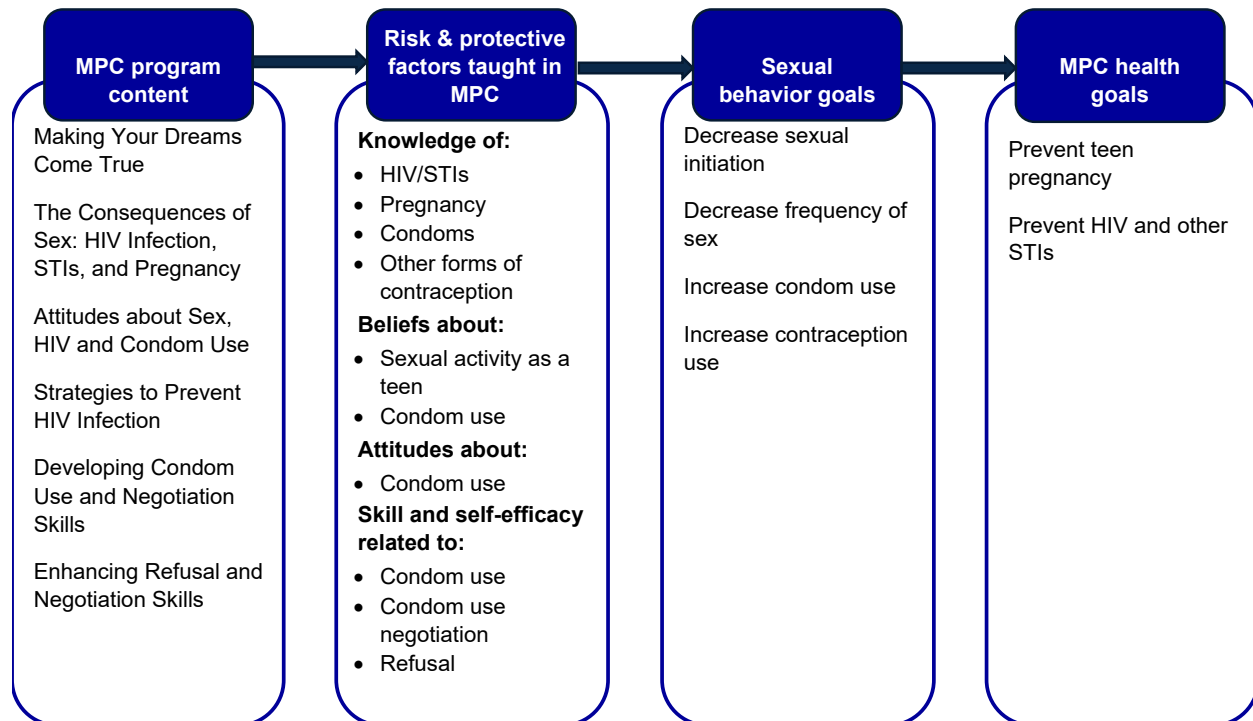 MPC program
content
Making Your Dreams
Come True
The Consequences of
Sex: HIV Infection,
STIs, and Pregnancy
Attitudes about Sex,
HIV and Condom Use
Strategies to Prevent
HIV Infection
Developing Condom
Use and Negotiation
Skills
Enhancing Refusal and
Negotiation Skills
Risk & protective
factors taught in
MPC
Knowledge of:
• HIV/STIs
• Pregnancy
• Condoms
• Other forms of
contraception
Beliefs about:
• Sexual activity as a
teen
• Condom use
Attitudes about:
• Condom use
Skill and self-efficacy
related to:
• Condom use
• Condom use
negotiation
• Refusal
Sexual
behavior goals
Decrease sexual
initiation
Decrease frequency of
sex
Increase condom use
Increase contraception
use
MPC health
goals
Prevent teen
pregnancy
Prevent HIV and other
STIs